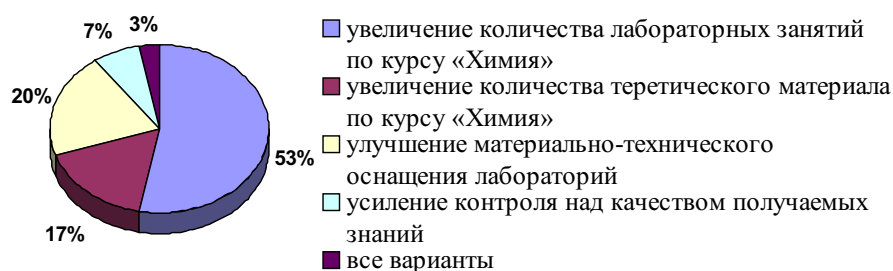 7%
3%
20%
53%
17%
увеличение количества лабораторных занятий
по курсу «Химия»
увеличение количества теретического материала
по курсу «Химия»
улучшение материально-технического
оснащения лабораторий
усиление контроля над качеством получаемых
знаний
все варианты